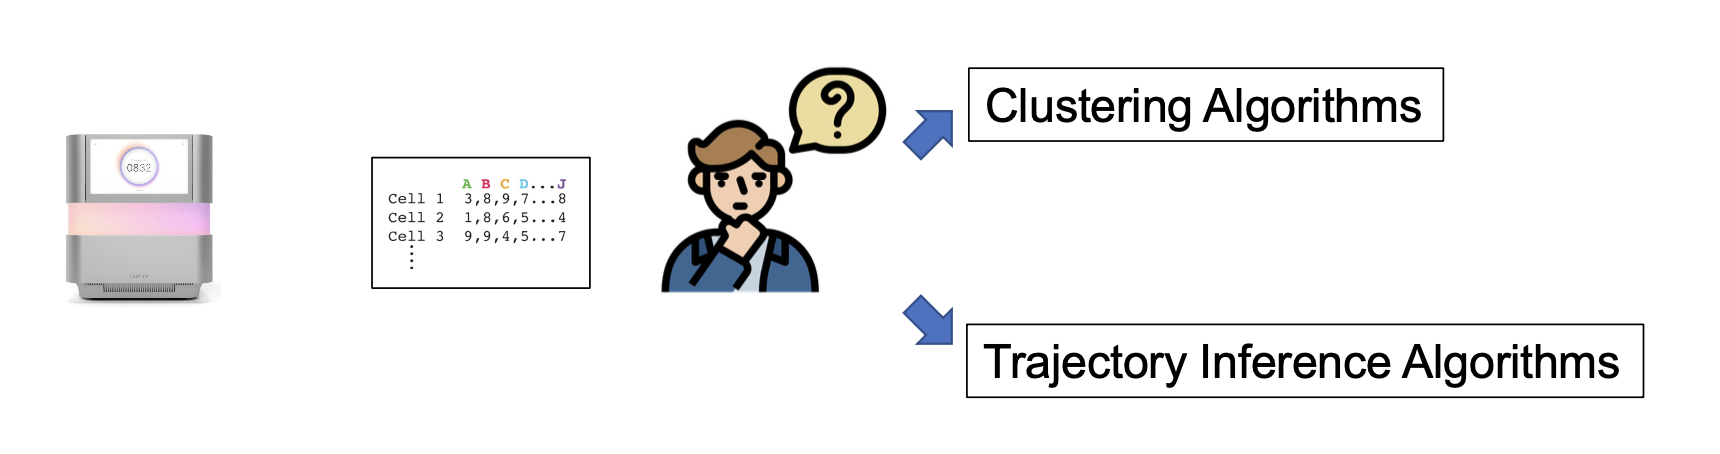 0832
A B C D...J
Cell 1 3,8,9,7...8
Cell 2 1,8,6,5...4
Cell 3 9,9,4,5...7
?
Clustering Algorithms
Trajectory Inference Algorithms